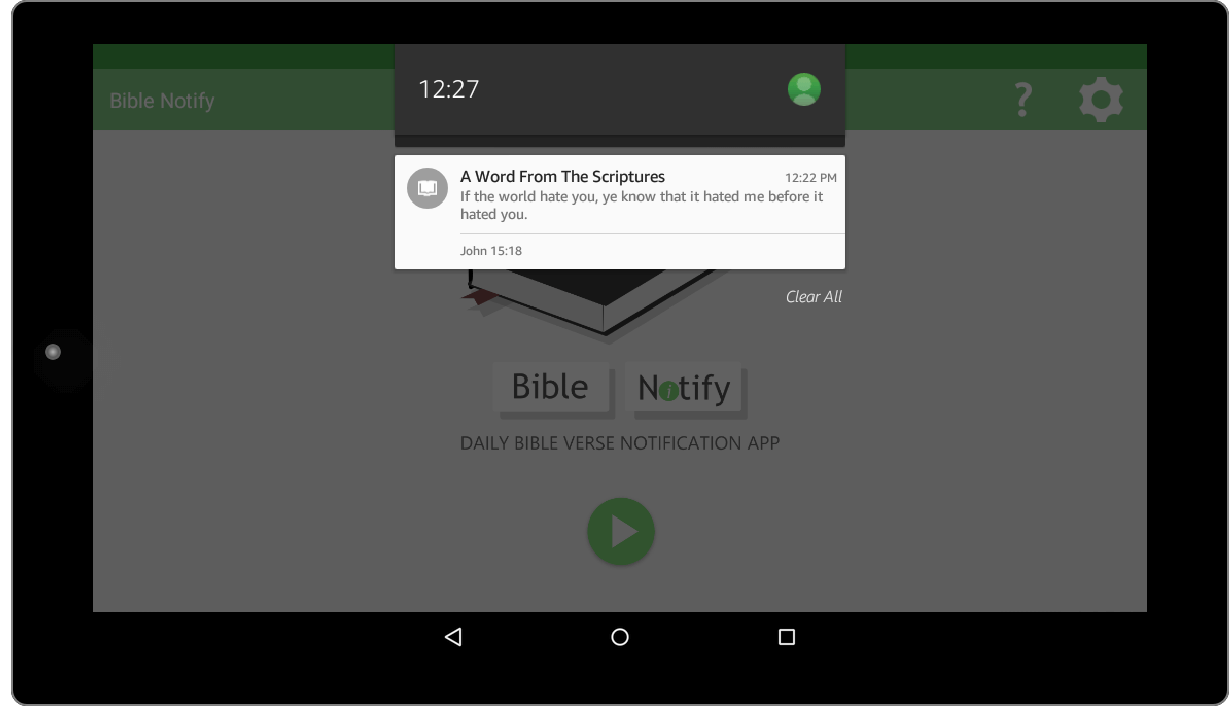 12:27
Bible Notify
?
A Word From The Scriptures 12:22 PM
If the world hate you, ye know that it hated me before it
hated you.
John 15:18
Clear All
Bible Notify
DAILY BIBLE VERSE NOTIFICATION APP